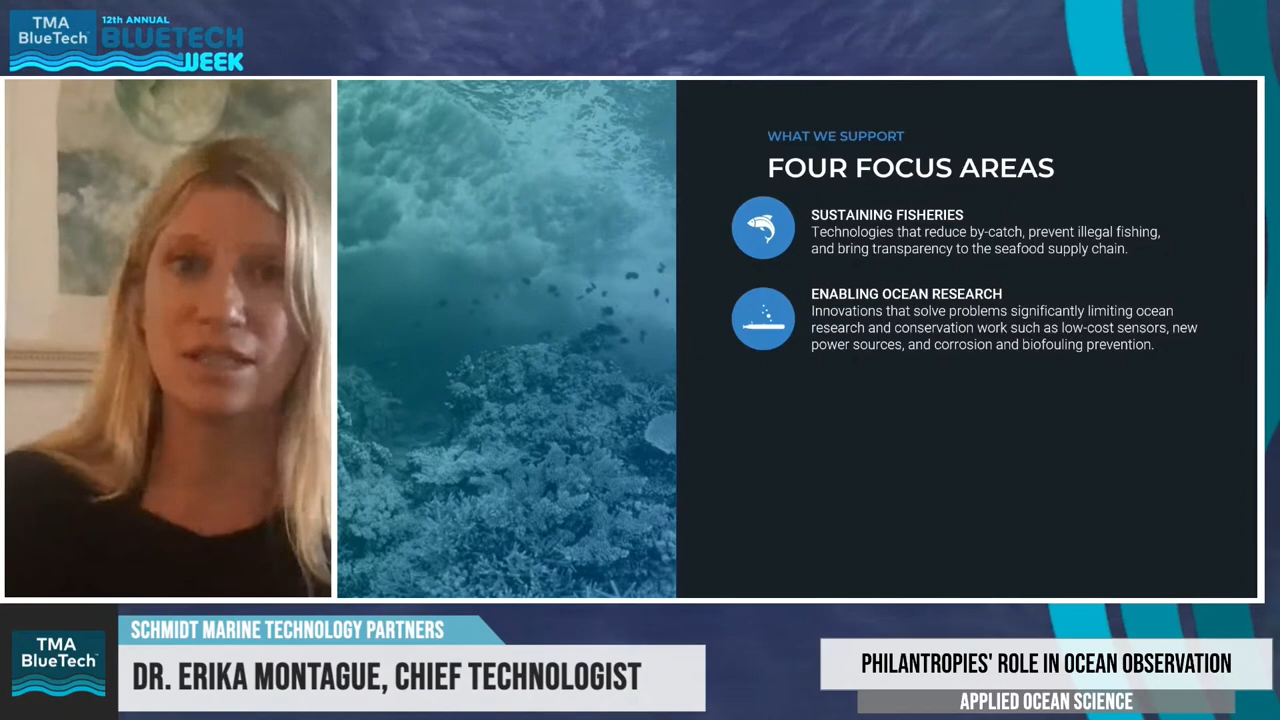 TMA
BlueTech™
12th ANNUAL
BLUETECH
WEEK
WHAT WE SUPPORT
FOUR FOCUS AREAS
SUSTAINING FISHERIES
Technologies that reduce by-catch, prevent illegal fishing,
and bring transparency to the seafood supply chain.
ENABLING OCEAN RESEARCH
Innovations that solve problems significantly limiting ocean
research and conservation work such as low-cost sensors, new
power sources, and corrosion and biofouling prevention.
TMA
BlueTech™
SCHMIDT MARINE TECHNOLOGY PARTNERS
DR. ERIKA MONTAGUE, CHIEF TECHNOLOGIST
PHILANTROPIES' ROLE IN OCEAN OBSERVATION
APPLIED OCEAN SCIENCE